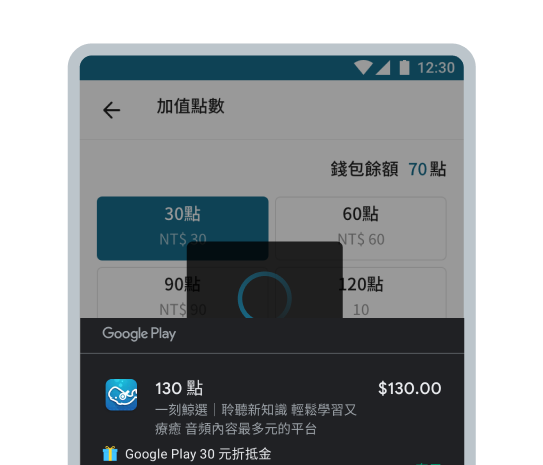 12:30
加值點數
錢包餘額 70點
30點 60點
NT$ 30 NT$ 60
90點 120點
NT$ 90 10
Google Play
130 點 $130.00
一刻鯨選｜聆聽新知識 輕鬆學習又
療癒 音頻內容最多元的平台
Google Play 30 元折抵金